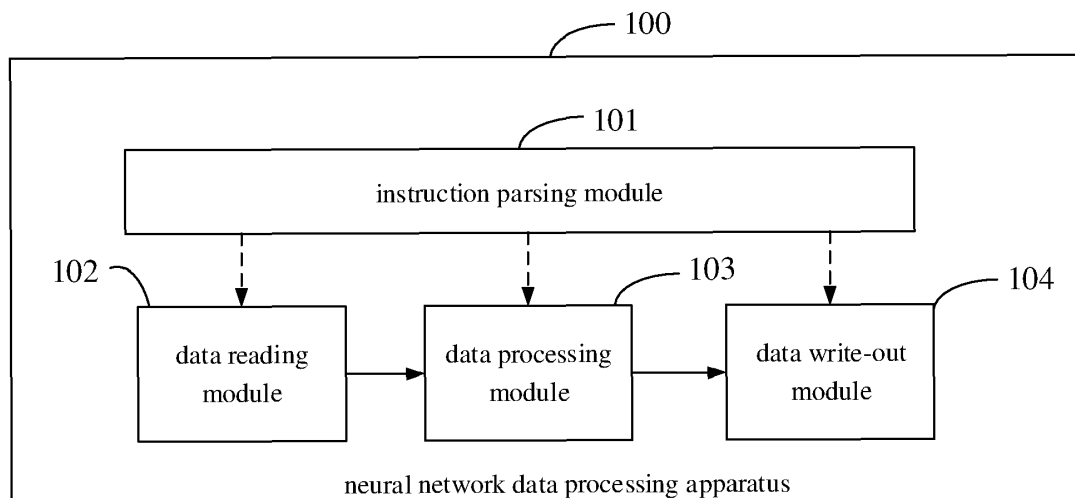 100
101
instruction parsing module
102
103
104
data reading
module
data processing
module
data write-out
module
neural network data processing apparatus